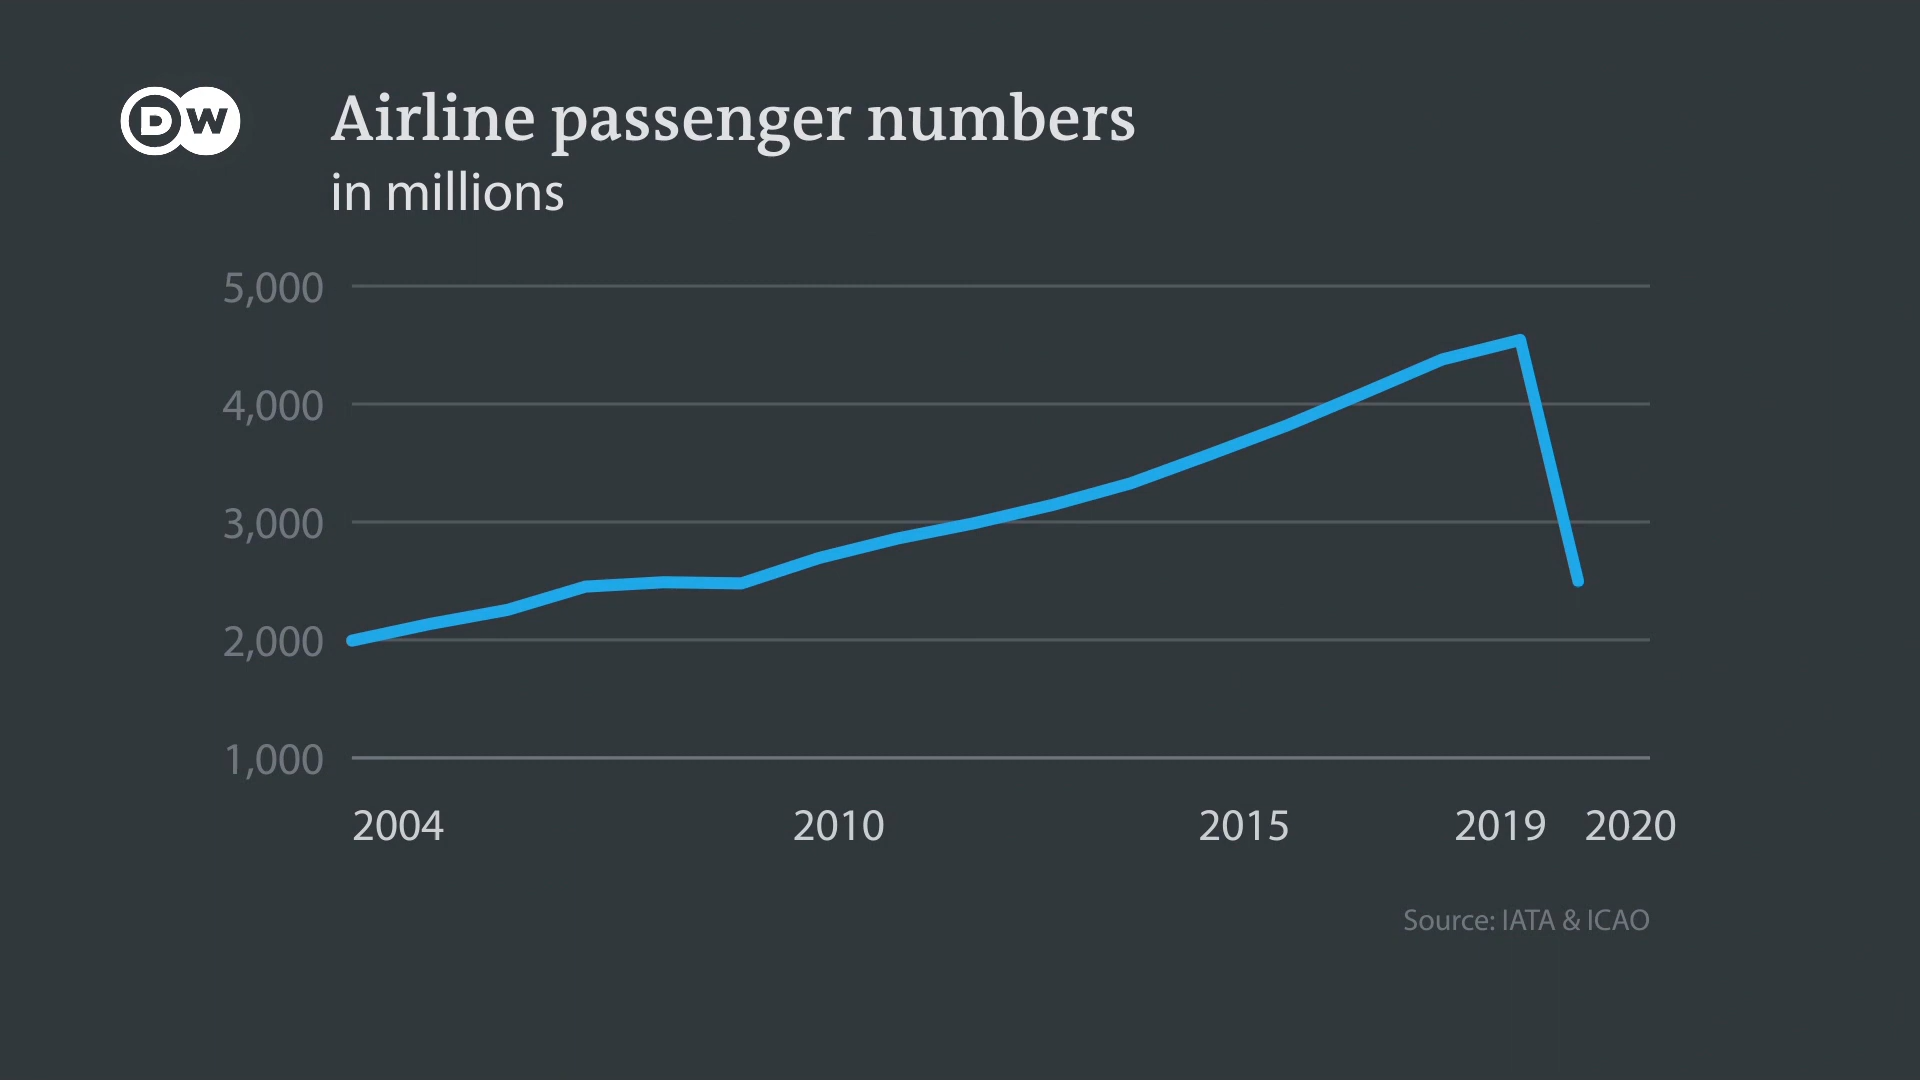 DW
Airline passenger numbers
in millions
5,000
4,000
3,000
2,000
1,000
2004 2010 2015 2019 2020
Source: IATA & ICAO